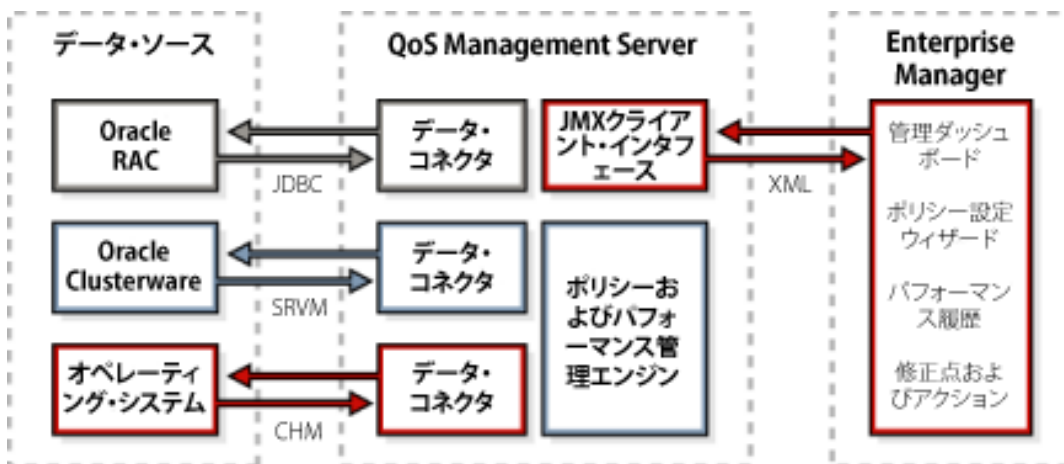 データ・ソース
QoS Management Server
Enterprise
Manager
Oracle
RAC
JDBC
データ・
コネクタ
JMXクライア
ント・インタフ
ェース
XML
管理ダッシュ
ボード
ポリシー設定
ウィザード
パフォーマン
ス履歴
修正点およ
びアクション
Oracle
Clusterware
SRVM
データ・
コネクタ
ポリシーお
よびパフォ
ーマンス管
理エンジン
オペレーティ
ング・システム
CHM
データ・
コネクタ